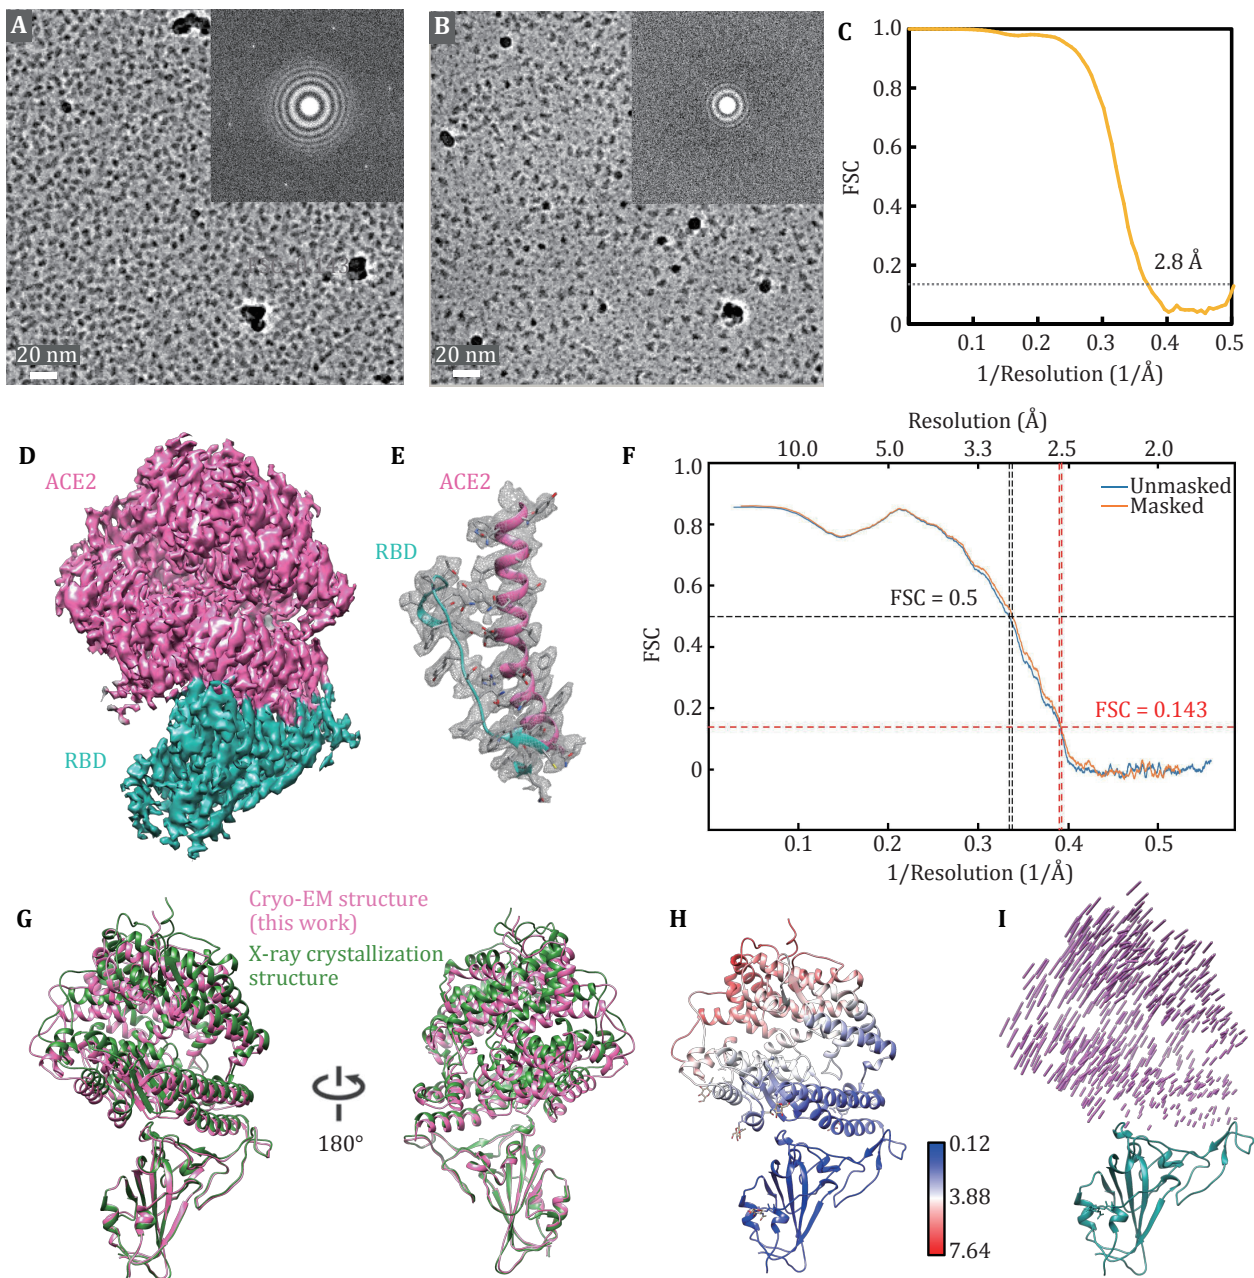 A
20 nm
B
20 nm
C
1.0
0.8
0.6
0.4
0.2
0
FSC
2.8 Å
0.1
0.2
0.3
0.4
0.5
1/Resolution (1/Å)
D
ACE2
RBD
E
ACE2
RBD
F
Resolution (Å)
10.0
5.0
3.3
2.5
2.0
1.0
0.8
0.6
0.4
0.2
0
FSC
Unmasked
Masked
FSC = 0.5
FSC = 0.143
0.1
0.2
0.3
0.4
0.5
1/Resolution (1/Å)
G
Cryo-EM structure
(this work)
X-ray crystallization
structure
180°
H
0.12
3.88
7.64
I